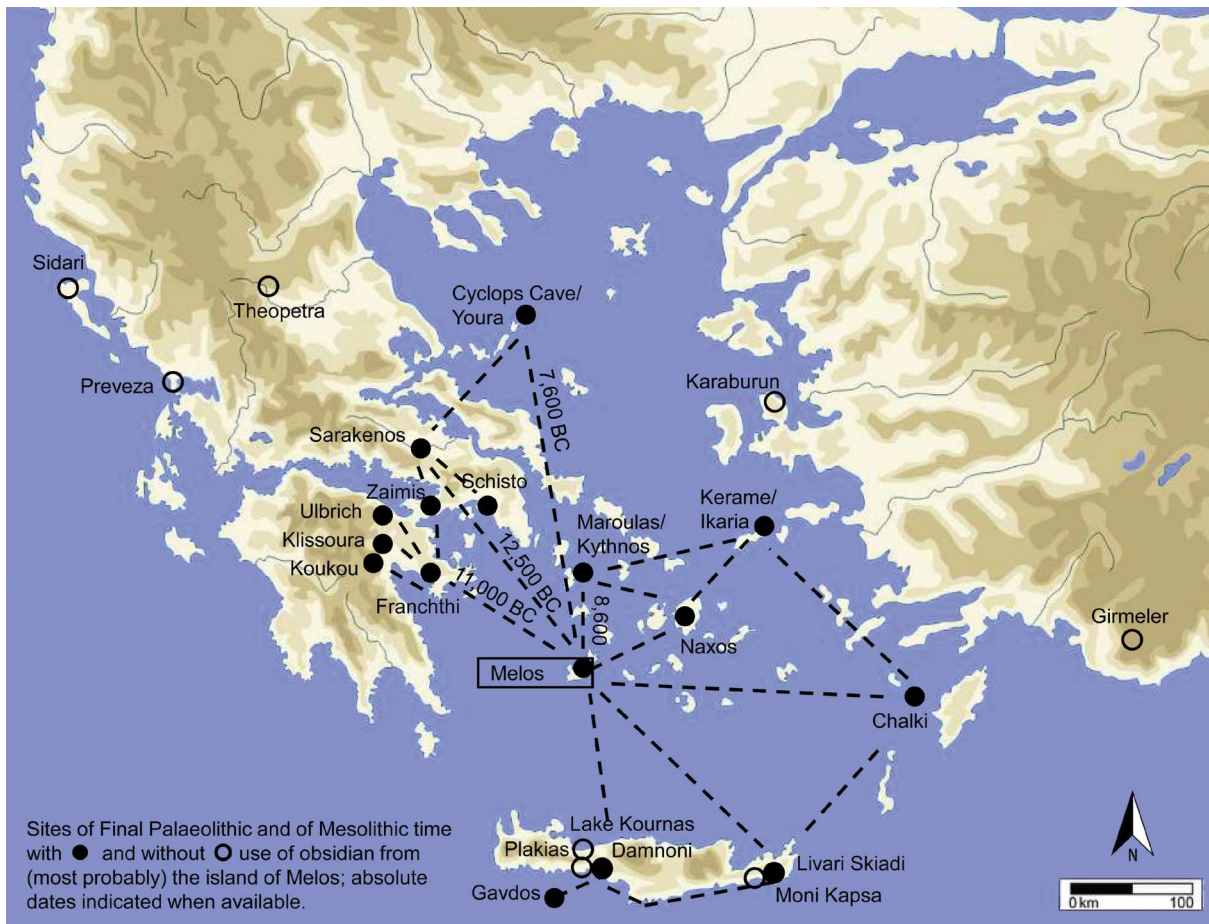 Sidari
Theopetra
Cyclops Cave/
Youra
Preveza
7,600 BC
Karaburun
Sarakenos
Zaimis
Schisto
Ulbrich
Kerame/
Ikaria
Klissoura
Maroulas/
Kythnos
Koukou
12,500 BC
11,000 BC
Franchthi
8,600
Girmeler
Naxos
Melos
Chalki
Sites of Final Palaeolithic and of Mesolithic time
with ● and without O use of obsidian from
(most probably) the island of Melos; absolute
dates indicated when available.
Lake Kournas
Plakias
Damnoni
Livari Skiadi
Gavdos
Moni Kapsa
N
0 km 100